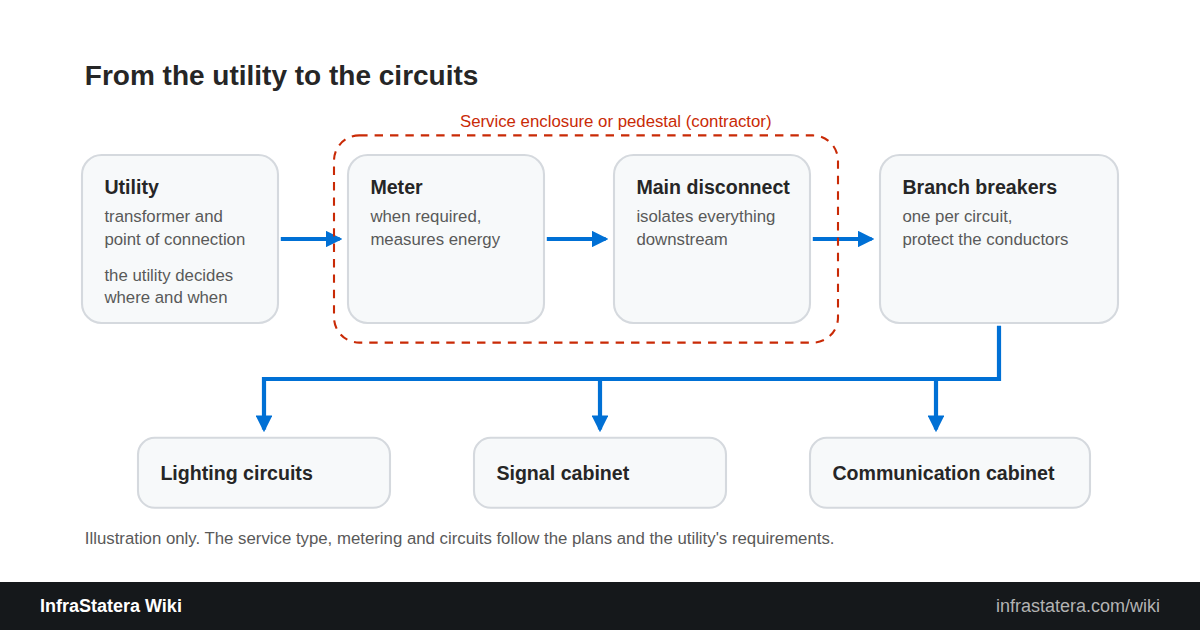 From the utility to the circuits
Service enclosure or pedestal (contractor)
Utility
transformer and
point of connection
the utility decides
where and when
Meter
when required,
measures energy
Main disconnect
isolates everything
downstream
Branch breakers
one per circuit,
protect the conductors
Lighting circuits
Signal cabinet
Communication cabinet
Illustration only. The service type, metering and circuits follow the plans and the utility's requirements.
InfraStatera Wiki
infrastatera.com/wiki